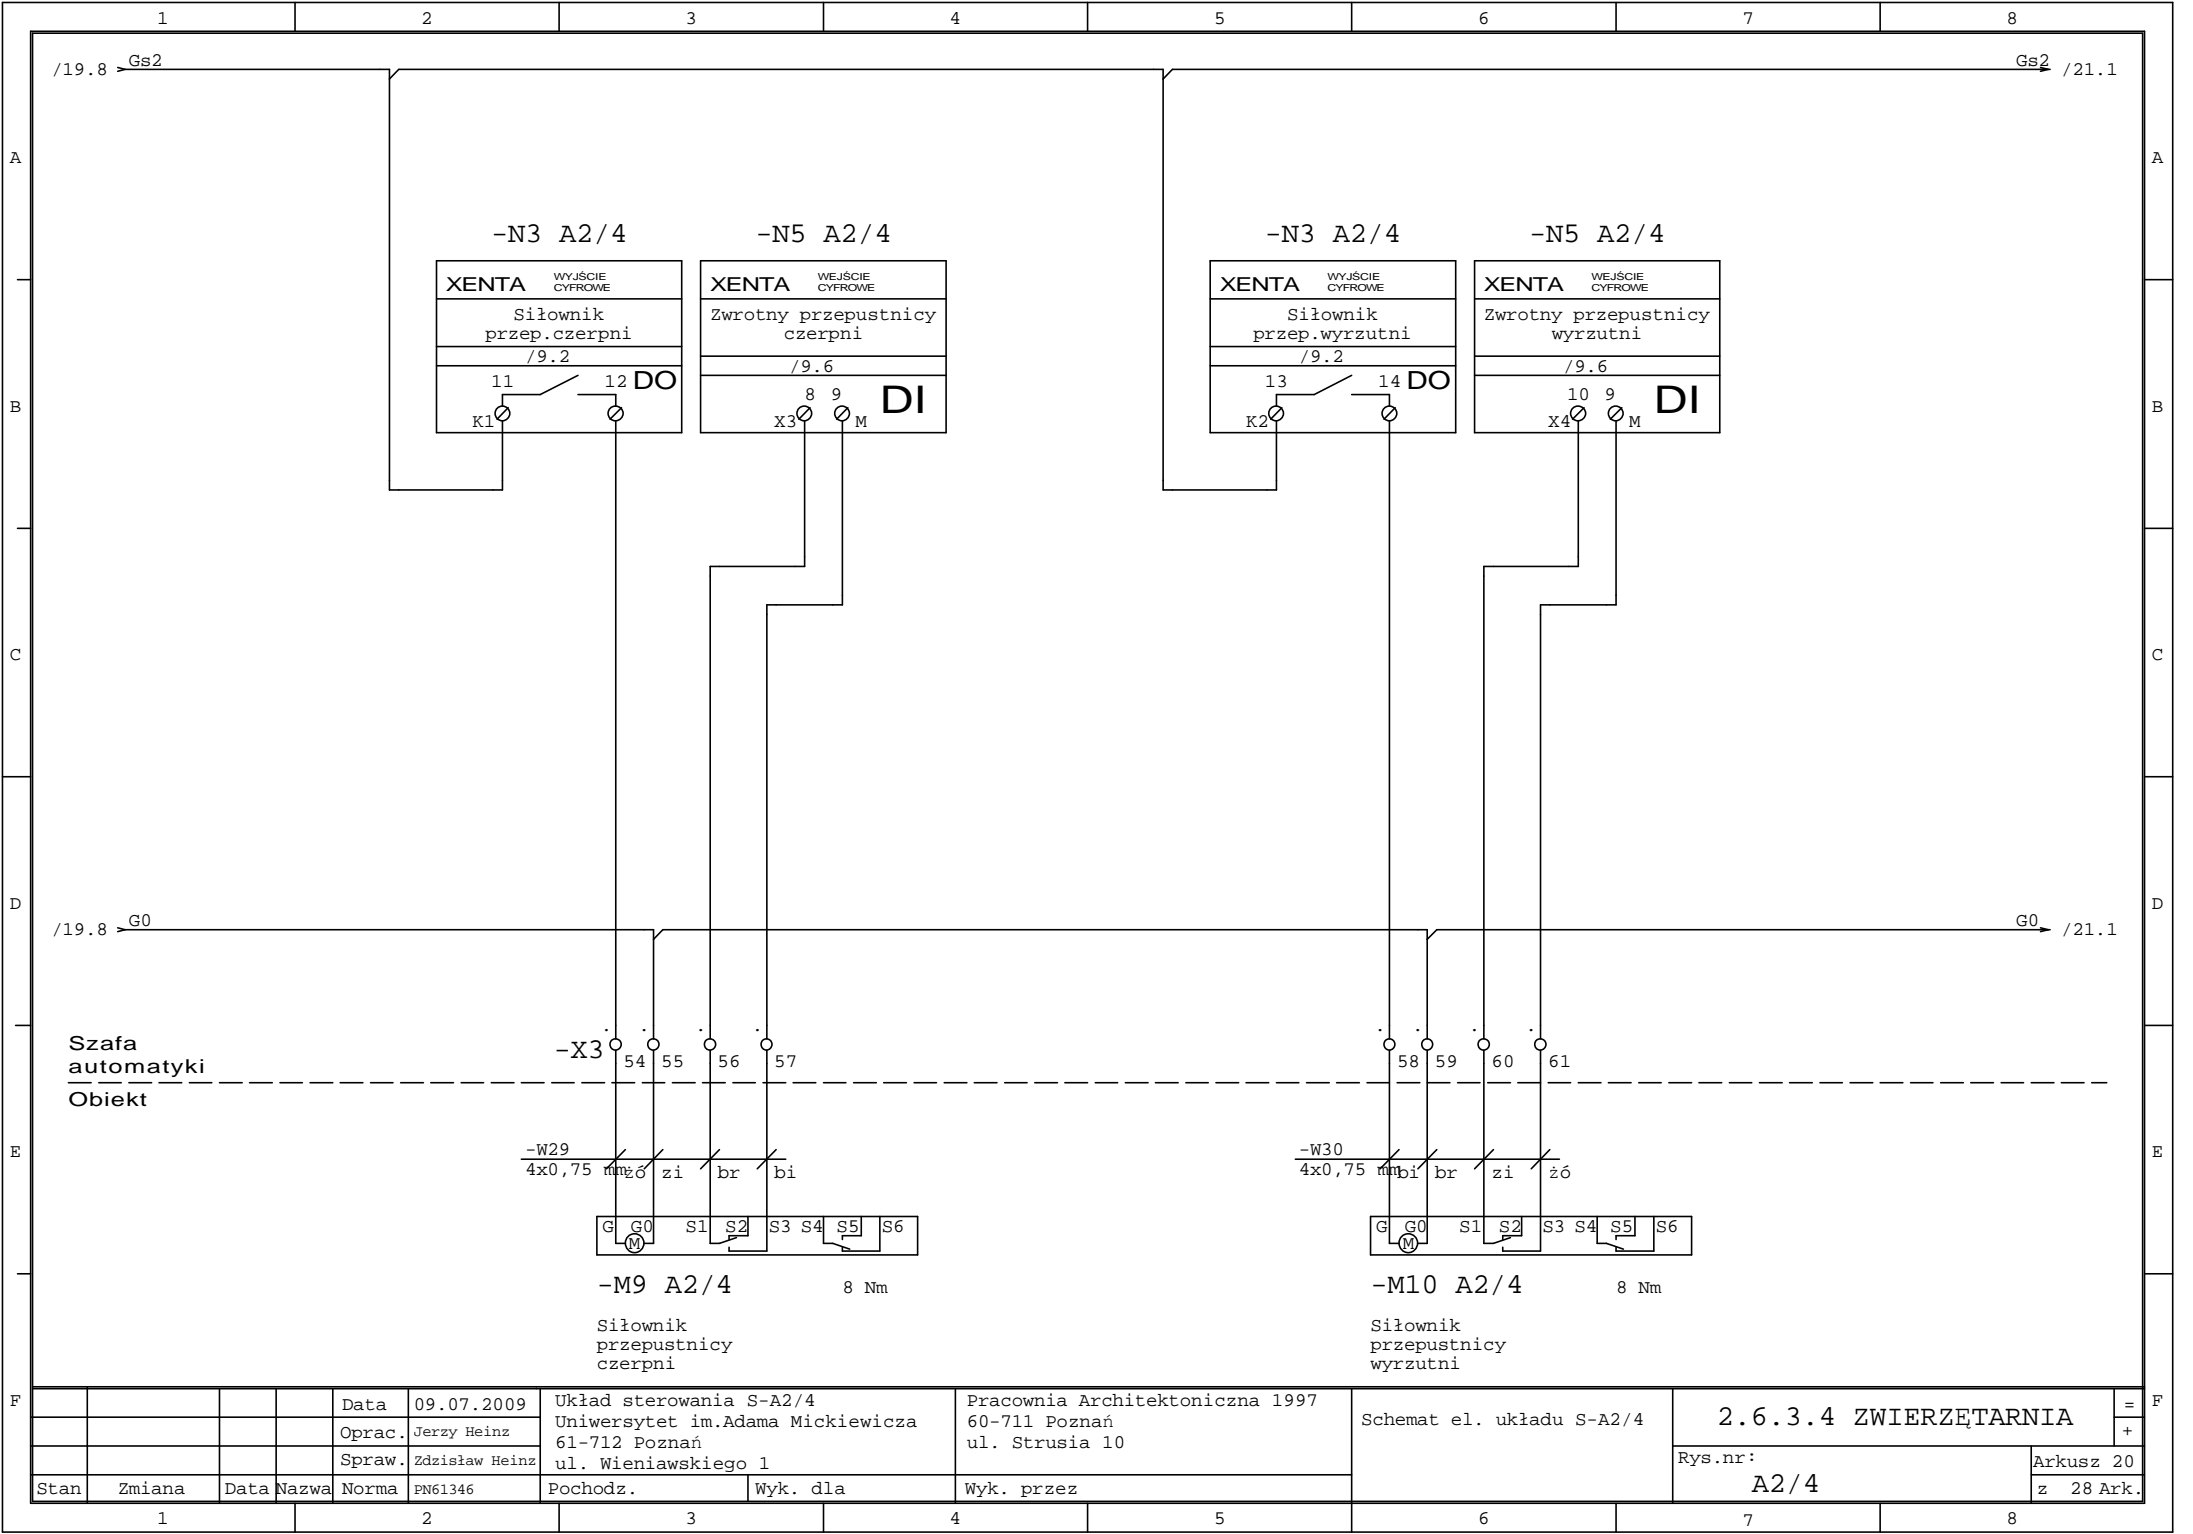 1 2 3 4 5 6 7 8
/19.8 Gs2
Gs2 /21.1
A A
-N3 A2/4
XENTA WYJŚCIE CYFROWE
Siłownik
przep.czerpni
/9.2
11 12 DO
K1
-N5 A2/4
XENTA WEJŚCIE CYFROWE
Zwrotny przepustnicy
czerpni
/9.6
8 9 DI
X3 M
-N3 A2/4
XENTA WYJŚCIE CYFROWE
Siłownik
przep.wyrzutni
/9.2
13 14 DO
K2
-N5 A2/4
XENTA WEJŚCIE CYFROWE
Zwrotny przepustnicy
wyrzutni
/9.6
10 9 DI
X4 M
B B
C C
D D
/19.8 G0
G0 /21.1
Szafa
automatyki
Obiekt
-X3 54 55 56 57
58 59 60 61
E E
-W29
4x0,75 mm żó zi br bi
-W30
4x0,75 mm bi br zi żó
G G0 S1 S2 S3 S4 S5 S6
M
G G0 S1 S2 S3 S4 S5 S6
M
-M9 A2/4 8 Nm
Siłownik
przepustnicy
czerpni
-M10 A2/4 8 Nm
Siłownik
przepustnicy
wyrzutni
F F
Data 09.07.2009
Oprac. Jerzy Heinz
Spraw. Zdzisław Heinz
Stan Zmiana Data Nazwa Norma PN61346
Układ sterowania S-A2/4
Uniwersytet im.Adama Mickiewicza
61-712 Poznań
ul. Wieniawskiego 1
Pochodz. Wyk. dla
Pracownia Architektoniczna 1997
60-711 Poznań
ul. Strusia 10
Wyk. przez
Schemat el. układu S-A2/4
2.6.3.4 ZWIERZĘTARNIA
=
+
Rys.nr:
A2/4
Arkusz 20
z 28 Ark.
1 2 3 4 5 6 7 8